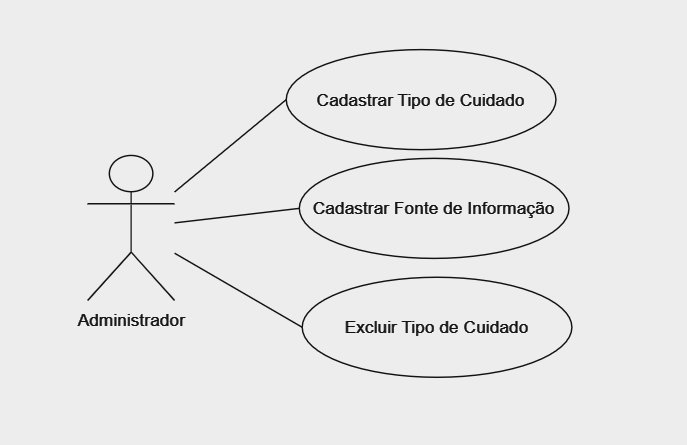 Cadastrar Tipo de Cuidado
Cadastrar Fonte de Informação
Administrador
Excluir Tipo de Cuidado